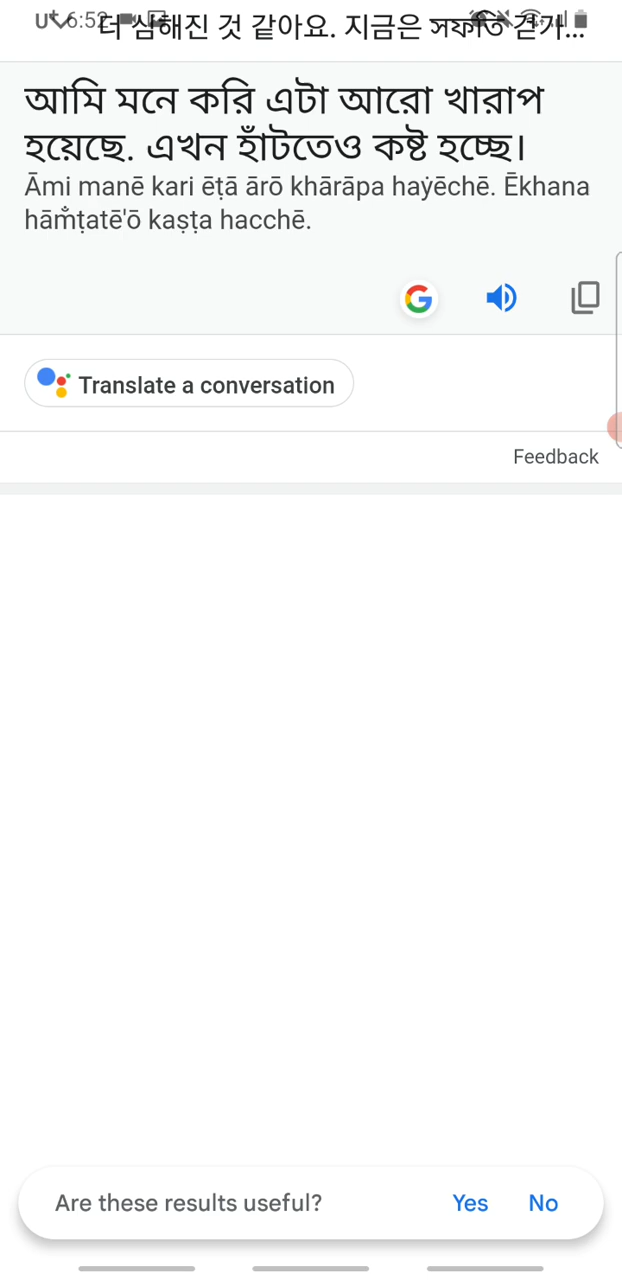 6:52
더 심해진 것 같아요. 지금은
আমি মনে করি এটা আরো খারাপ
হয়েছে. এখন হাঁটতেও কষ্ট হচ্ছে।
Āmi manē kari ēṭā ārō khārāpa haẏēchē. Ēkhana
hām̐ṭatē'ō kaṣṭa hacchē.
Translate a conversation
Feedback
Are these results useful? Yes No